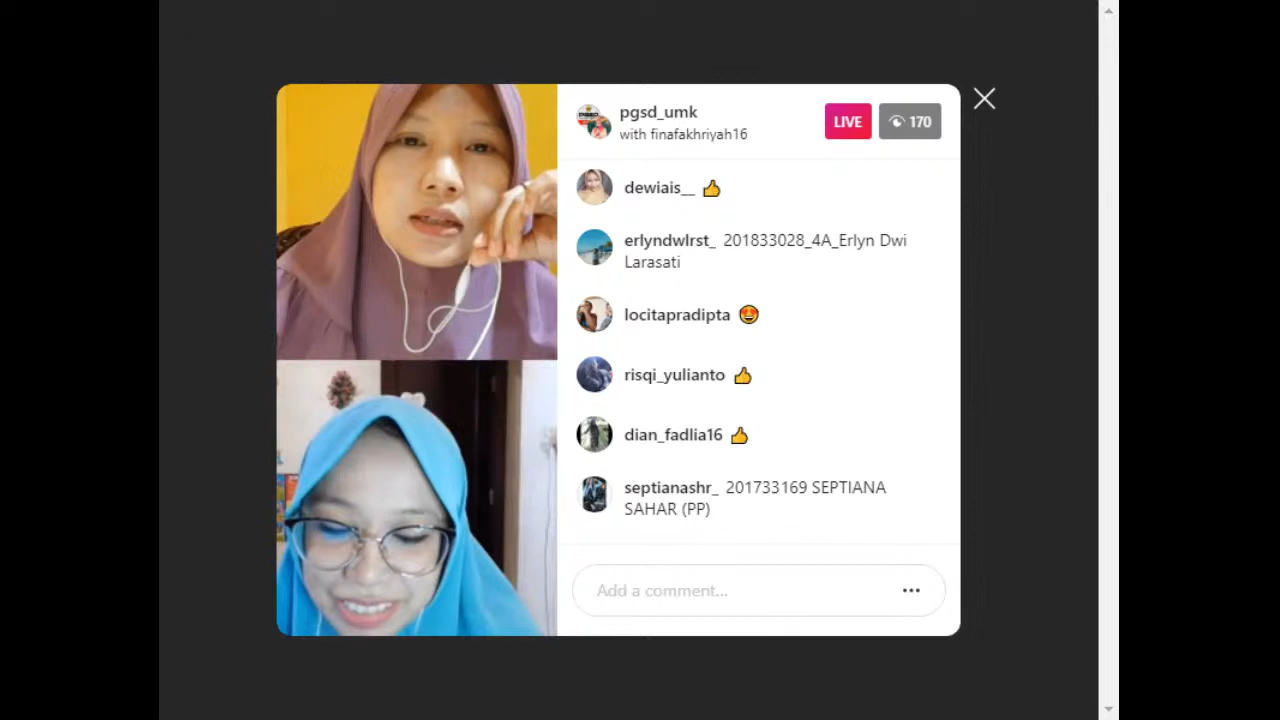 pgsd_umk
with finafakhriyah16
LIVE
170
dewiais__ 👍
erlyndwlrst_ 201833028_4A_Erlyn Dwi
Larasati
locitapradipta 🤩
risqi_yulianto 👍
dian_fadlia16 👍
septianashr_ 201733169 SEPTIANA
SAHAR (PP)
Add a comment...